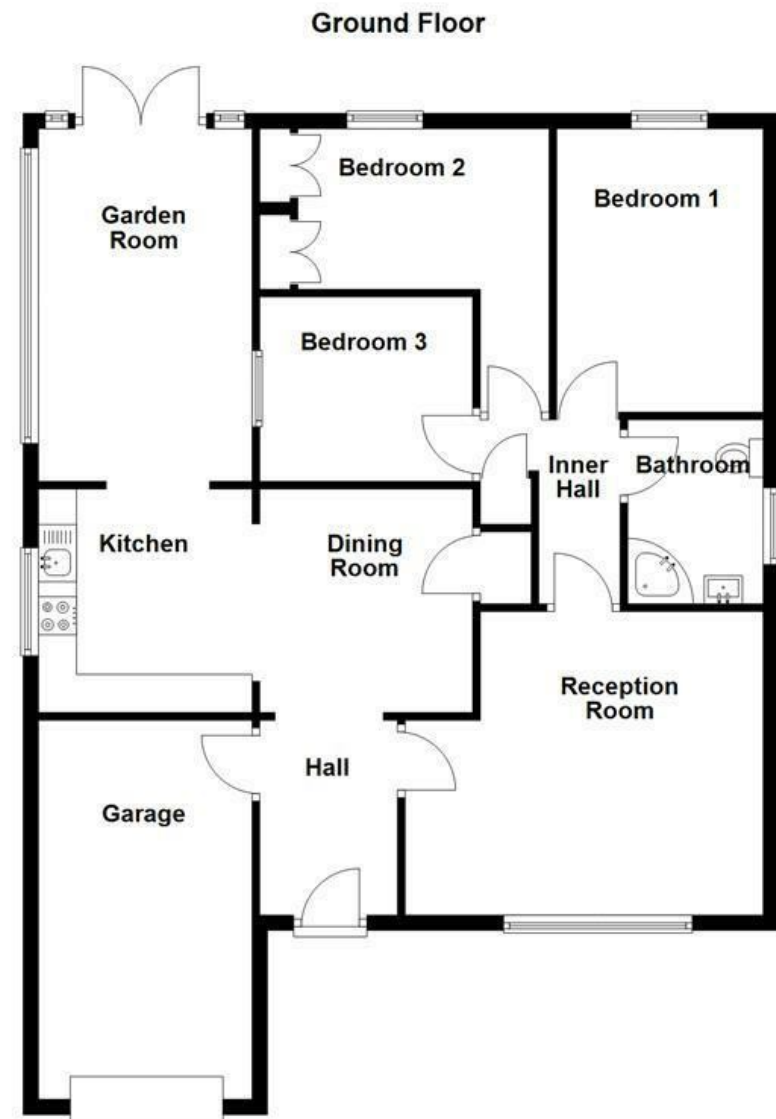 Ground Floor
Bedroom 2
Bedroom 1
Garden
Room
Bedroom 3
Inner
Hall
Bathroom
Kitchen
Dining
Room
Reception
Room
Hall
Garage